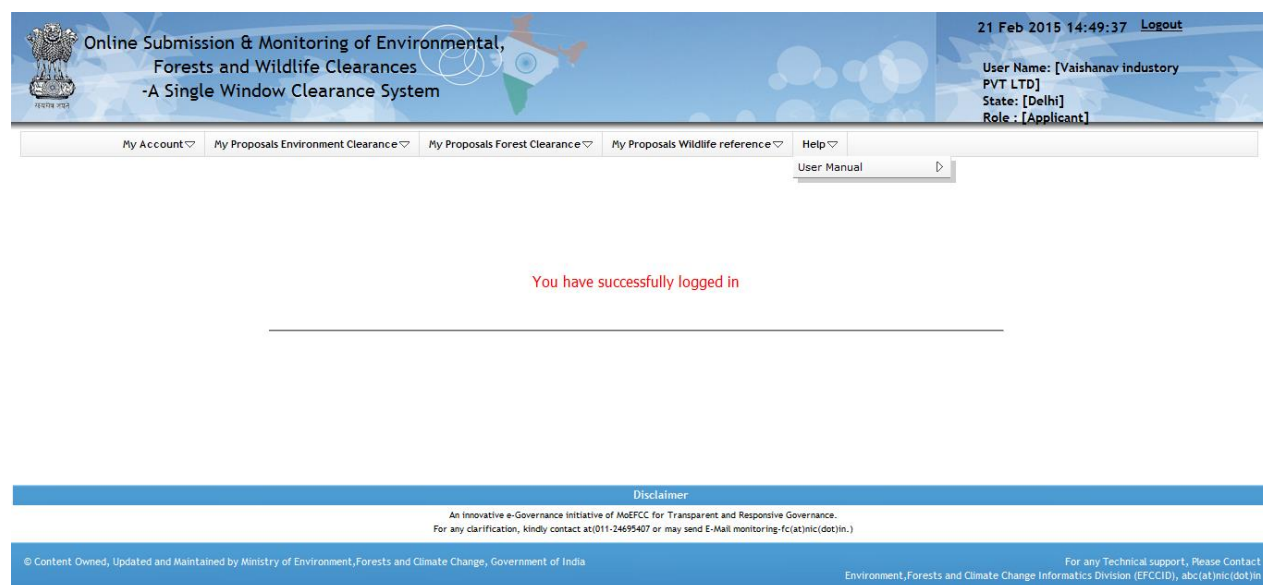 21 Feb 2015 14:49:37 Logout
Online Submission & Monitoring of Environmental,
Forests and Wildlife Clearances
-A Single Window Clearance System
User Name: [Vaishanav industory
PVT LTD]
State: [Delhi]
Role : [Applicant]
सत्यमेव जयते
My Account My Proposals Environment Clearance My Proposals Forest Clearance My Proposals Wildlife reference Help
User Manual
You have successfully logged in
Disclaimer
An innovative e-Governance initiative of MoEFCC for Transparent and Responsive Governance.
For any clarification, kindly contact at(011-24695407 or may send E-Mail monitoring-fc(at)nic(dot)in.)
© Content Owned, Updated and Maintained by Ministry of Environment,Forests and Climate Change, Government of India
For any Technical support, Please Contact
Environment,Forests and Climate Change Informatics Division (EFCCID), abc(at)nic(dot)in